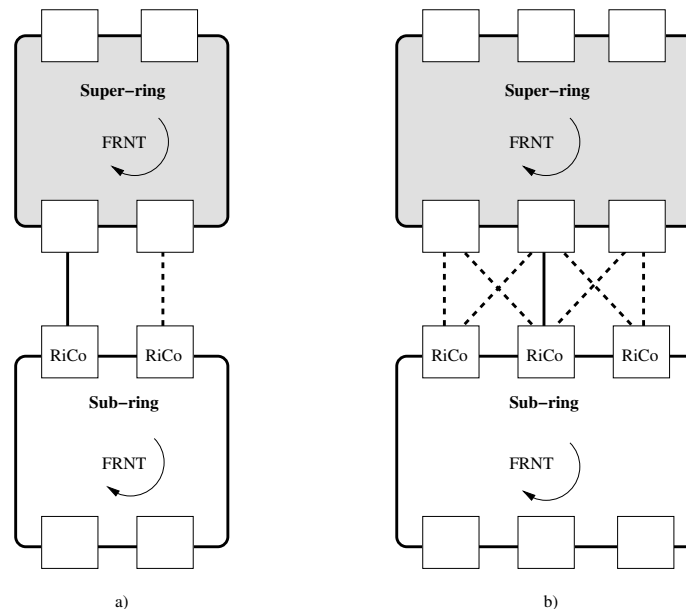 Super−ring
FRNT
RiCo RiCo
Sub−ring
FRNT
a)
Super−ring
FRNT
RiCo RiCo RiCo
Sub−ring
FRNT
b)